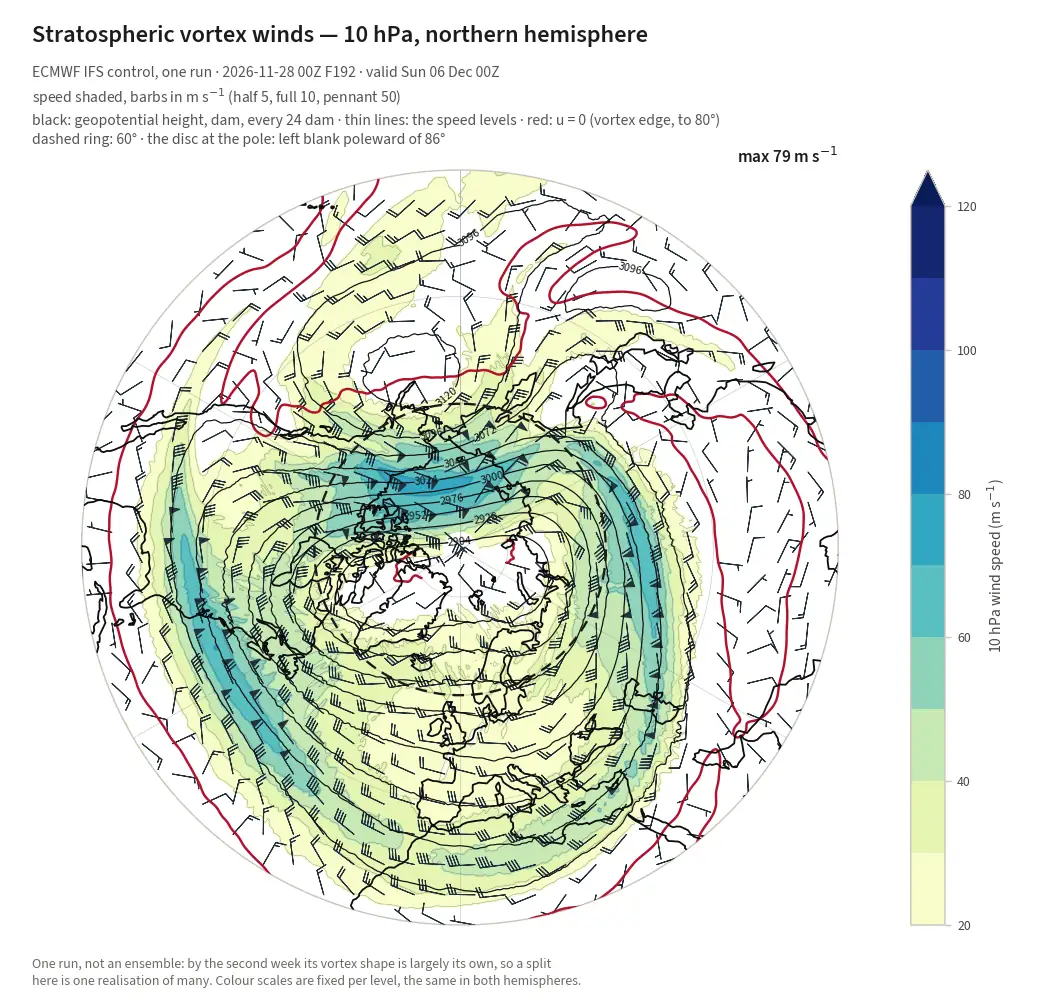 Stratospheric vortex winds — 10 hPa, northern hemisphere
ECMWF IFS control, one run · 2026-11-28 00Z F192 · valid Sun 06 Dec 00Z
speed shaded, barbs in m s⁻¹ (half 5, full 10, pennant 50)
black: geopotential height, dam, every 24 dam · thin lines: the speed levels · red: u = 0 (vortex edge, to 80°)
dashed ring: 60° · the disc at the pole: left blank poleward of 86°
max 79 m s⁻¹
120
100
80
60
40
20
10 hPa wind speed (m s⁻¹)
3096
3096
3120
3000
2976
2904
One run, not an ensemble: by the second week its vortex shape is largely its own, so a split
here is one realisation of many. Colour scales are fixed per level, the same in both hemispheres.